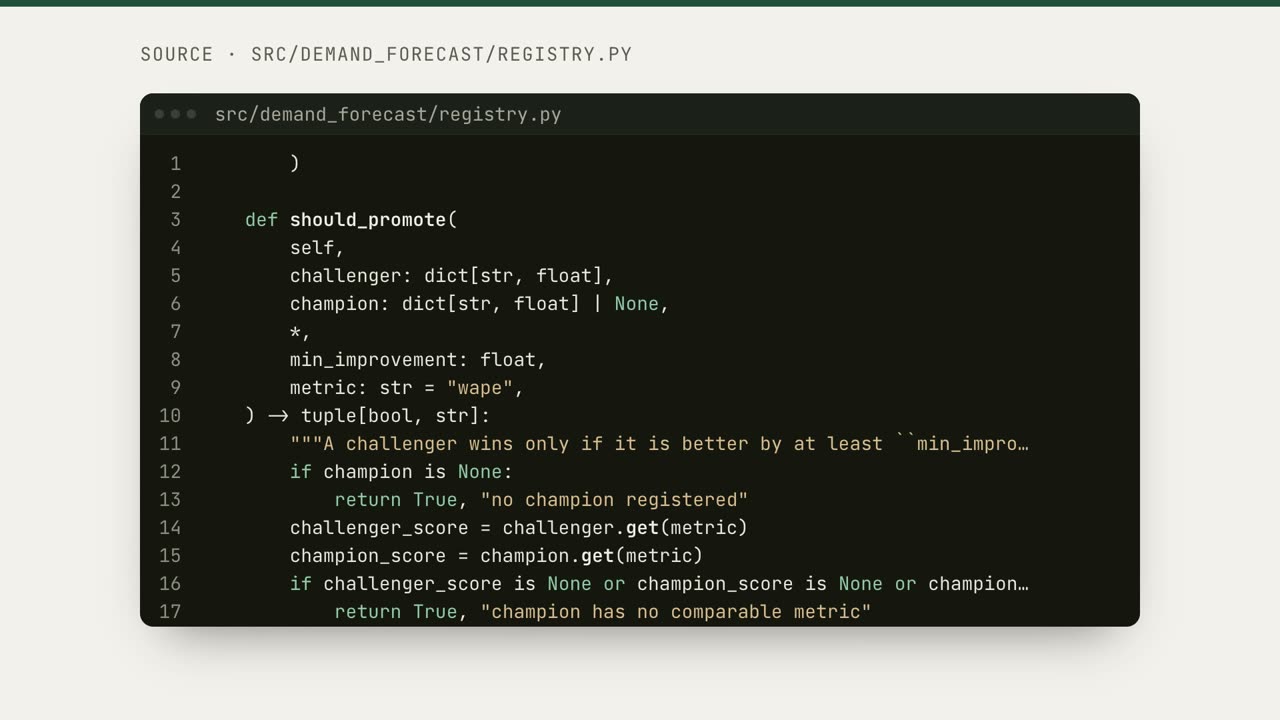 SOURCE · SRC/DEMAND_FORECAST/REGISTRY.PY
src/demand_forecast/registry.py
1         )
2
3     def should_promote(
4         self,
5         challenger: dict[str, float],
6         champion: dict[str, float] | None,
7         *,
8         min_improvement: float,
9         metric: str = "wape",
10     ) -> tuple[bool, str]:
11         """A challenger wins only if it is better by at least ``min_impro…
12         if champion is None:
13             return True, "no champion registered"
14         challenger_score = challenger.get(metric)
15         champion_score = champion.get(metric)
16         if challenger_score is None or champion_score is None or champion…
17             return True, "champion has no comparable metric"